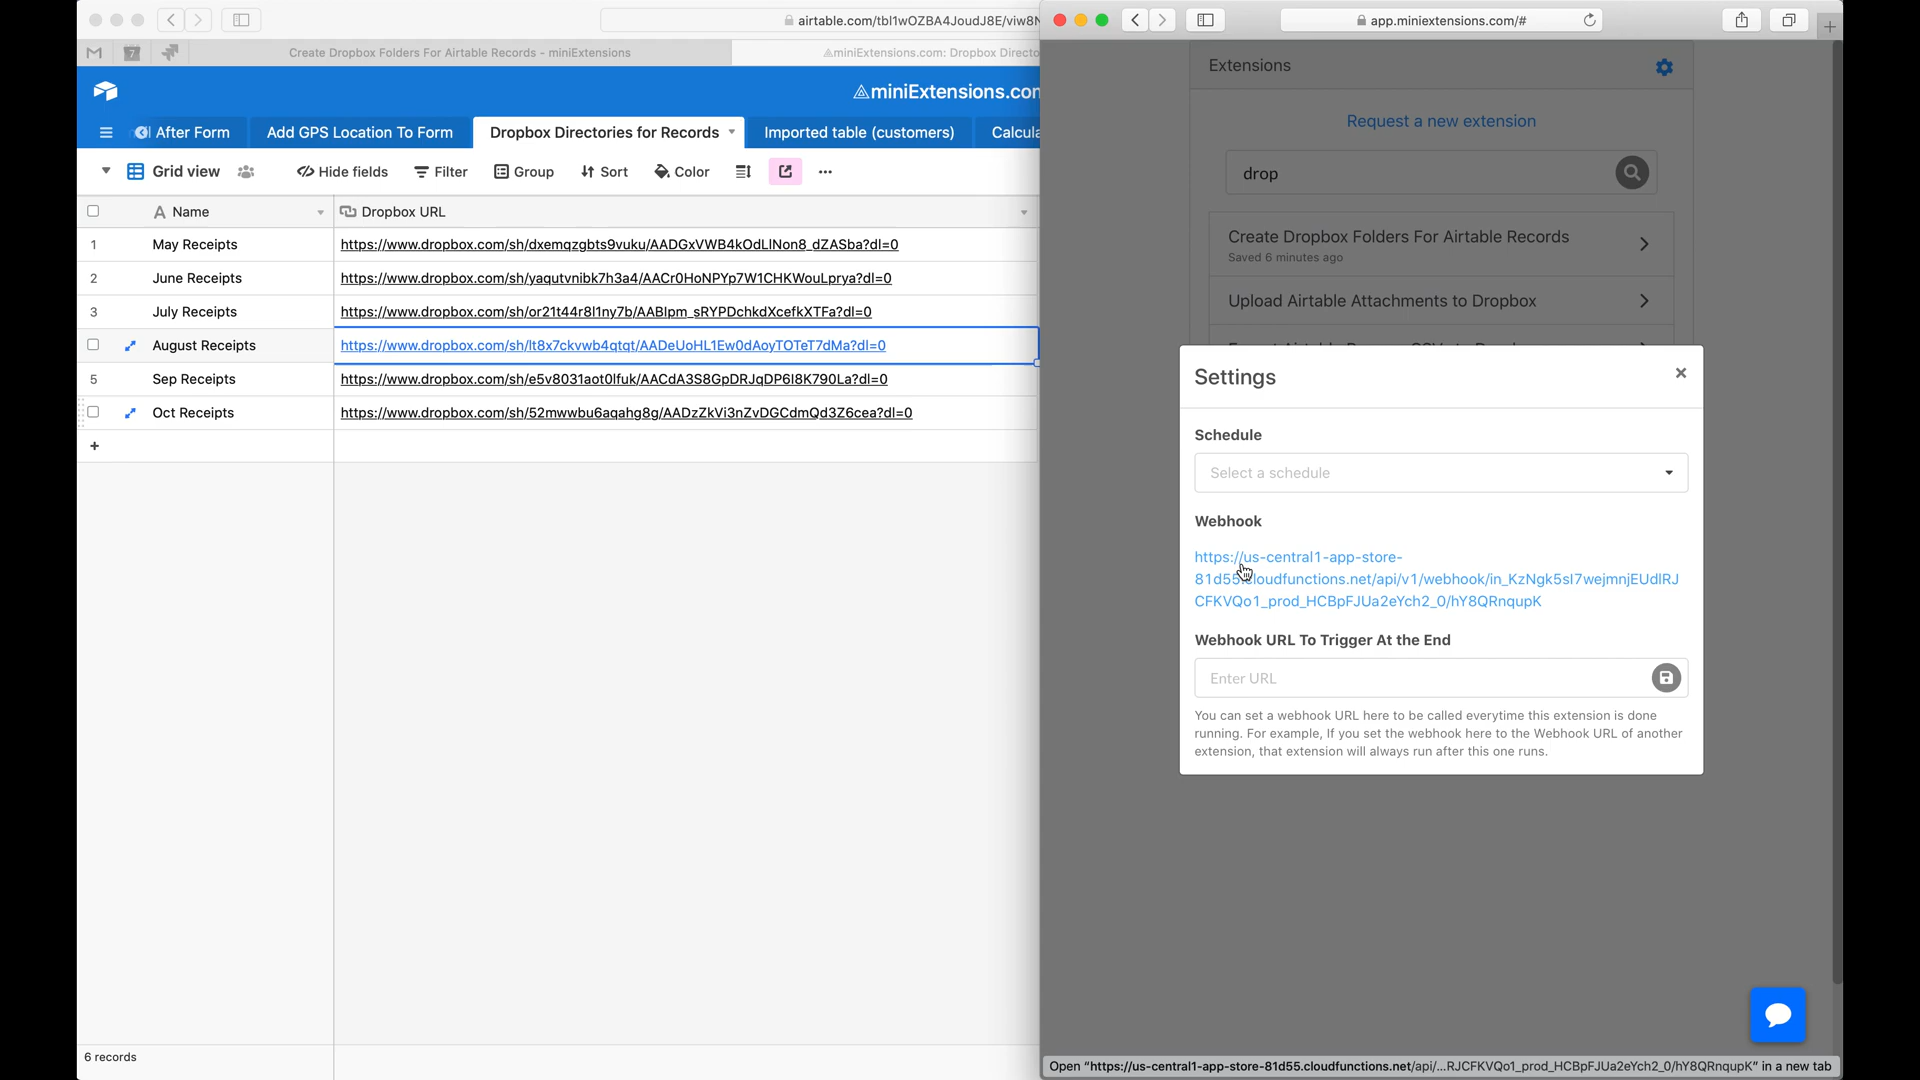 airtable.com/tbl1wOZBA4JoudJ8E/viw8N
7
Create Dropbox Folders For Airtable Records - miniExtensions
miniExtensions.com: Dropbox Directo
miniExtensions.com
After Form
Add GPS Location To Form
Dropbox Directories for Records
Imported table (customers)
Calcula
Grid view
Hide fields
Filter
Group
Sort
Color
Name
Dropbox URL
1 May Receipts https://www.dropbox.com/sh/dxemqzgbts9vuku/AADGxVWB4kOdLlNon8_dZASba?dl=0
2 June Receipts https://www.dropbox.com/sh/yaqutvnibk7h3a4/AACr0HoNPYp7W1CHKWouLprya?dl=0
3 July Receipts https://www.dropbox.com/sh/or21t44r8l1ny7b/AABlpm_sRYPDchkdXcefkXTFa?dl=0
August Receipts https://www.dropbox.com/sh/lt8x7ckvwb4qtqt/AADeUoHL1Ew0dAoyTOTeT7dMa?dl=0
5 Sep Receipts https://www.dropbox.com/sh/e5v8031aot0lfuk/AACdA3S8GpDRJqDP6I8K790La?dl=0
Oct Receipts https://www.dropbox.com/sh/52mwwbu6aqahg8g/AADzZkVi3nZvDGCdmQd3Z6cea?dl=0
+
6 records
app.miniextensions.com/#
Extensions
Request a new extension
drop
Create Dropbox Folders For Airtable Records
Saved 6 minutes ago
Upload Airtable Attachments to Dropbox
Settings
×
Schedule
Select a schedule
Webhook
https://us-central1-app-store-
81d55.cloudfunctions.net/api/v1/webhook/in_KzNgk5sI7wejmnjEUdIRJ
CFKVQo1_prod_HCBpFJUa2eYch2_0/hY8QRnqupK
Webhook URL To Trigger At the End
Enter URL
You can set a webhook URL here to be called everytime this extension is done
running. For example, If you set the webhook here to the Webhook URL of another
extension, that extension will always run after this one runs.
Open "https://us-central1-app-store-81d55.cloudfunctions.net/api/...RJCFKVQo1_prod_HCBpFJUa2eYch2_0/hY8QRnqupK" in a new tab